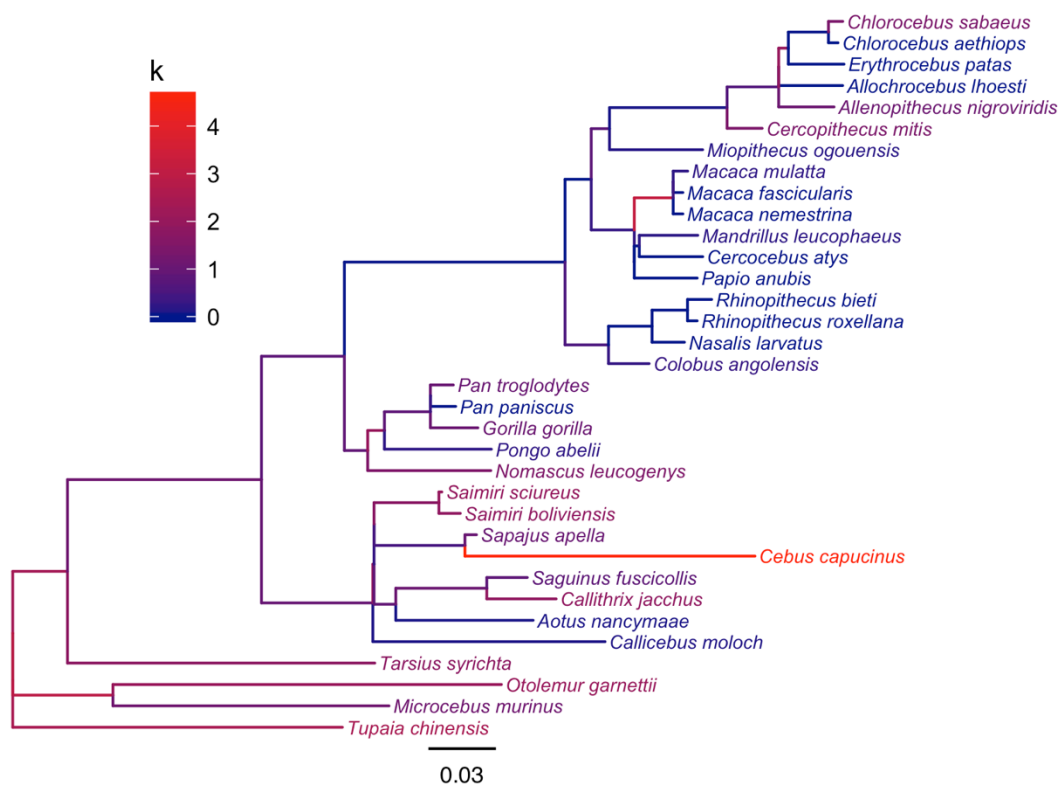 Chlorocebus sabaeus
Chlorocebus aethiops
k
Erythrocebus patas
Allochrocebus lhoesti
Allenopithecus nigroviridis
4
Cercopithecus mitis
Miopithecus ogouensis
3
Macaca mulatta
Macaca fascicularis
Macaca nemestrina
2
Mandrillus leucophaeus
Cercocebus atys
1
Papio anubis
Rhinopithecus bieti
0
Rhinopithecus roxellana
Nasalis larvatus
Colobus angolensis
Pan troglodytes
Pan paniscus
Gorilla gorilla
Pongo abelii
Nomascus leucogenys
Saimiri sciureus
Saimiri boliviensis
Sapajus apella
Cebus capucinus
Saguinus fuscicollis
Callithrix jacchus
Aotus nancymaae
Callicebus moloch
Tarsius syrichta
Otolemur garnettii
Microcebus murinus
Tupaia chinensis
0.03